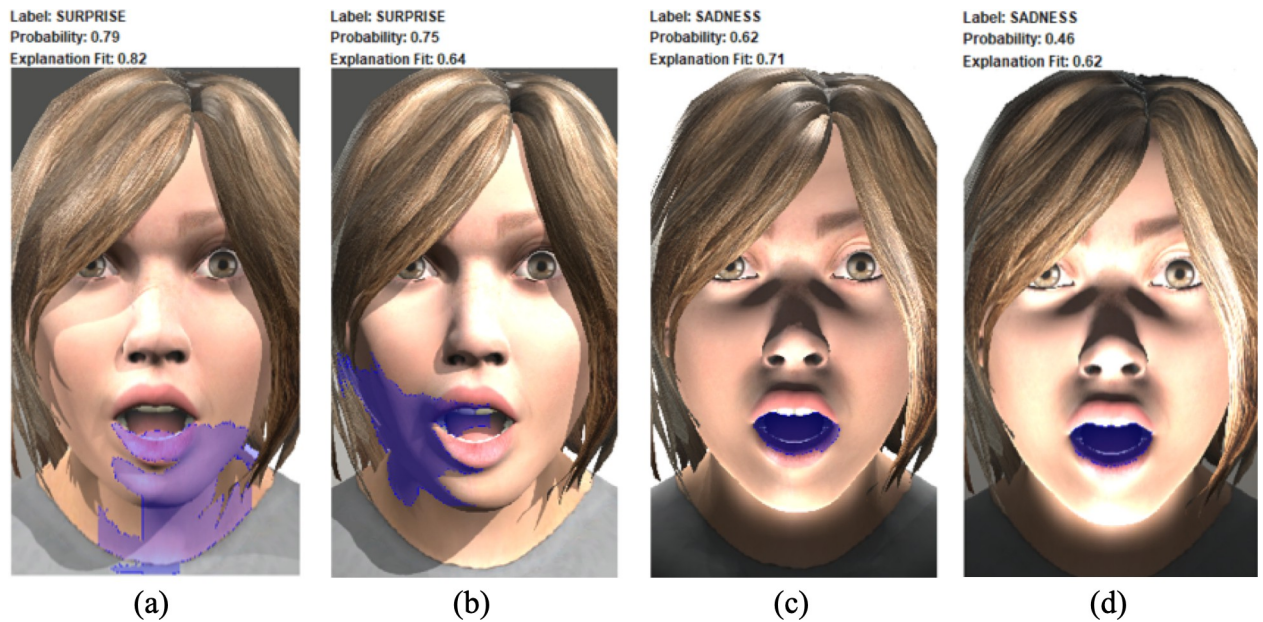 Label: SURPRISE
Probability: 0.79
Explanation Fit: 0.82
Label: SURPRISE
Probability: 0.75
Explanation Fit: 0.64
Label: SADNESS
Probability: 0.62
Explanation Fit: 0.71
Label: SADNESS
Probability: 0.46
Explanation Fit: 0.62
(a)
(b)
(c)
(d)